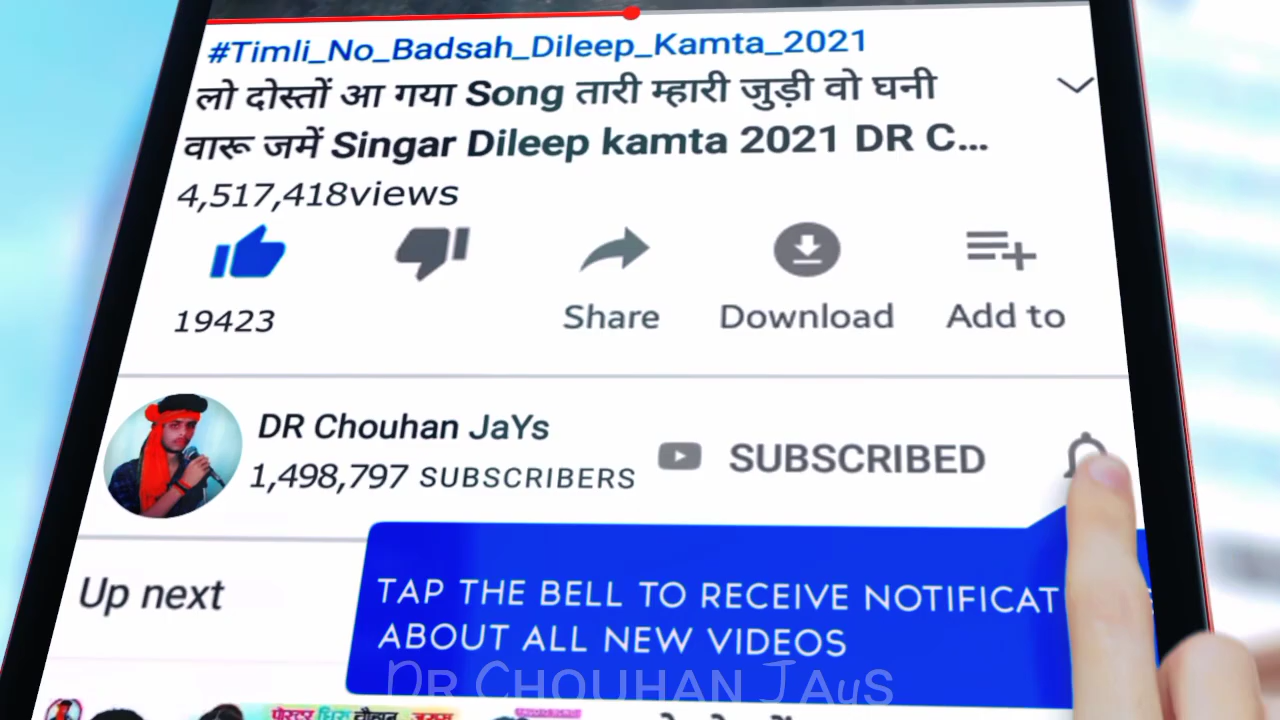 #Timli_No_Badsah_Dileep_Kamta_2021
लो दोस्तों आ गया Song तारी म्हारी जुड़ी वो घनी
वारू जमें Singar Dileep kamta 2021 DR C...
4,517,418views
19423
Share
Download
Add to
DR Chouhan JaYs
1,498,797 SUBSCRIBERS
SUBSCRIBED
Up next
TAP THE BELL TO RECEIVE NOTIFICAT
ABOUT ALL NEW VIDEOS
DR CHOUHAN JAYS